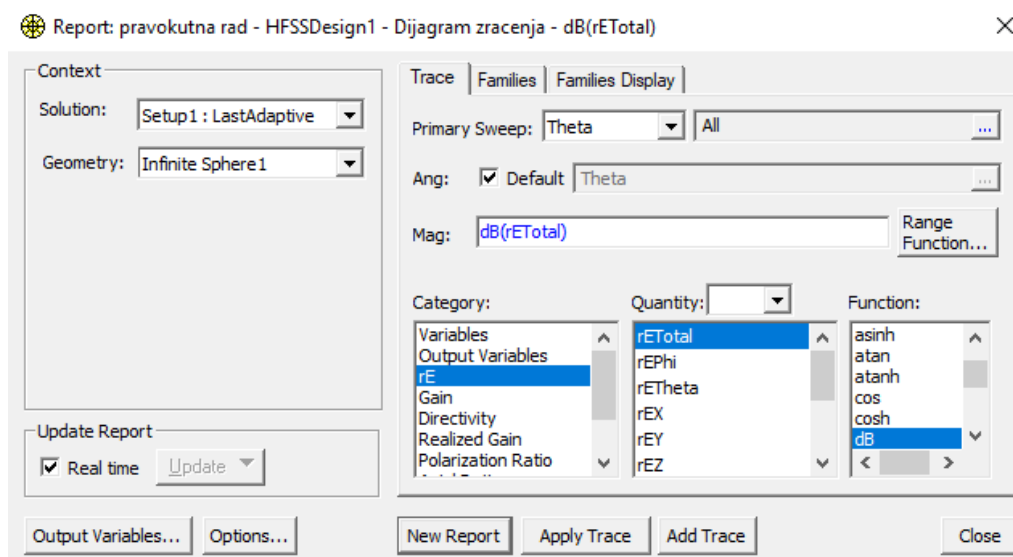 Report: pravokutna rad - HFSSDesign1 - Dijagram zracenja - dB(rETotal)
Context
Solution: Setup1 : LastAdaptive
Geometry: Infinite Sphere1
Update Report
Real time Update
Output Variables... Options...
Trace Families Families Display
Primary Sweep: Theta All ...
Ang: Default Theta ...
Mag: dB(rETotal) Range
Function...
Category:
Variables
Output Variables
rE
Gain
Directivity
Realized Gain
Polarization Ratio
Quantity:
rETotal
rEPhi
rETheta
rEX
rEY
rEZ
Function:
asinh
atan
atanh
cos
cosh
dB
New Report Apply Trace Add Trace Close